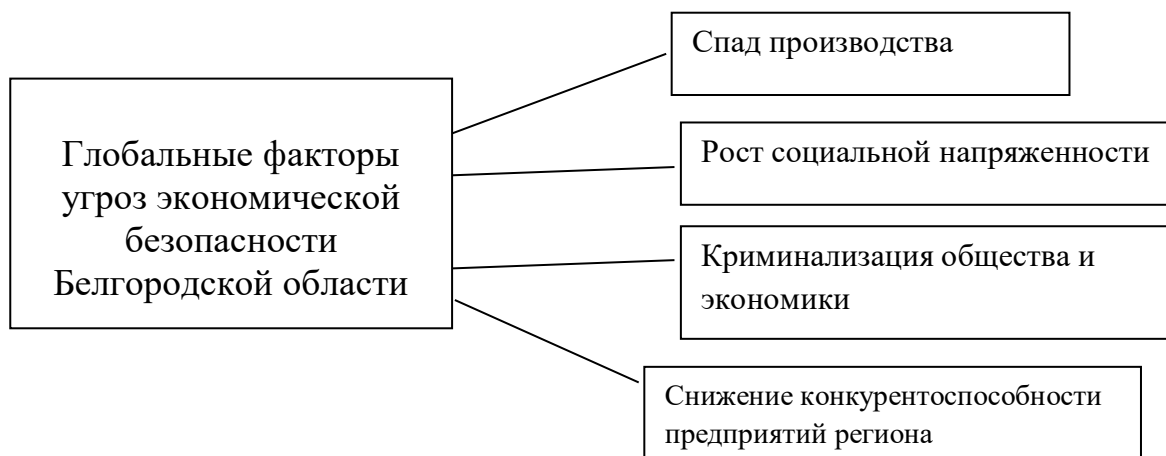 Глобальные факторы
угроз экономической
безопасности
Белгородской области
Спад производства
Рост социальной напряженности
Криминализация общества и
экономики
Снижение конкурентоспособности
предприятий региона